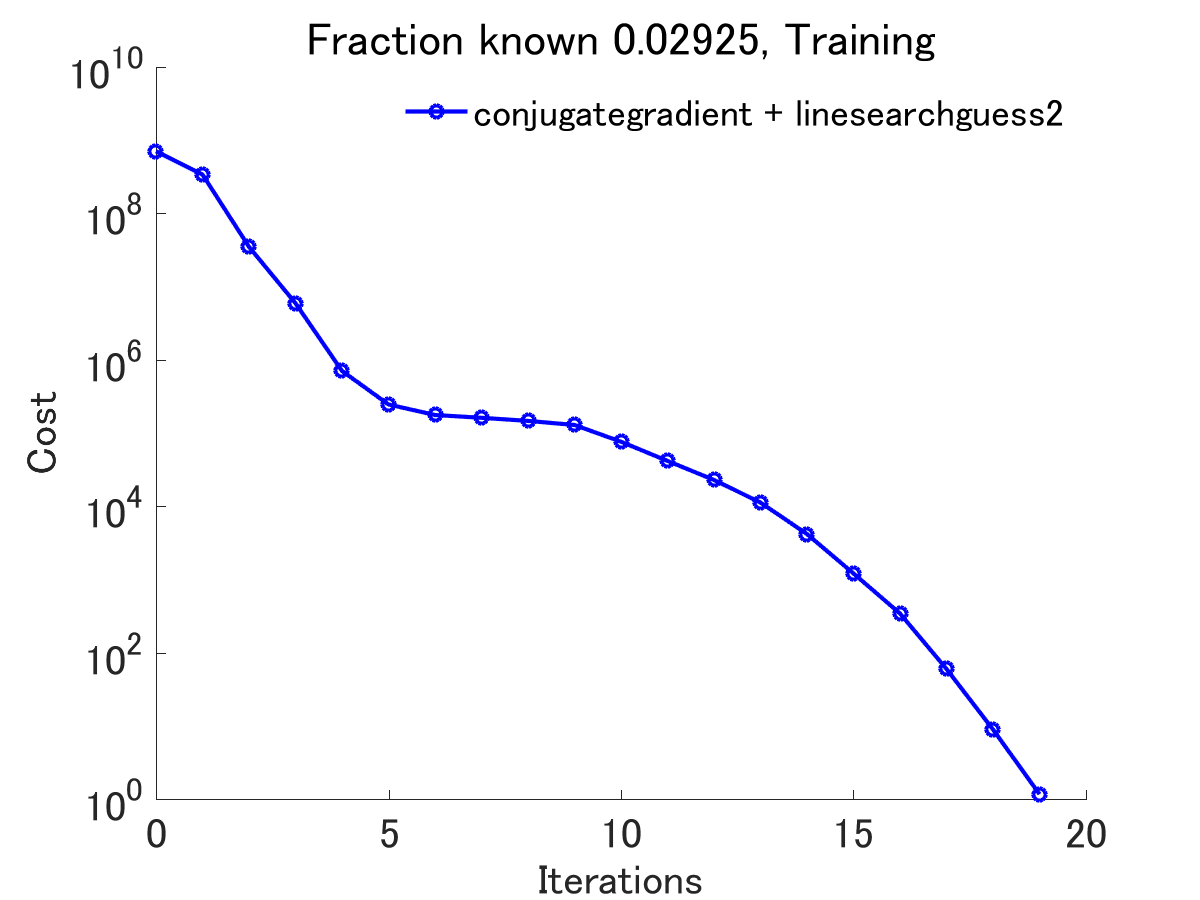 Fraction known 0.02925, Training
conjugategradient + linesearchguess2
10^10
10^8
10^6
10^4
10^2
10^0
Cost
0 5 10 15 20
Iterations